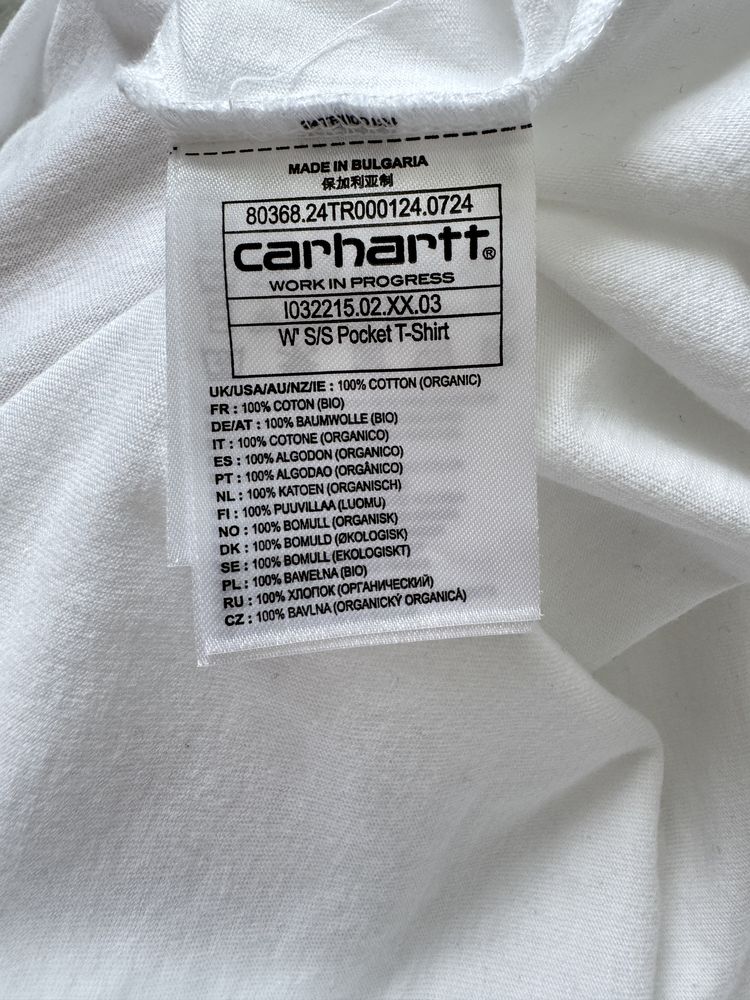 MADE IN BULGARIA
保加利亚制
80368.24TR000124.0724
carhartt®
WORK IN PROGRESS
I032215.02.XX.03
W' S/S Pocket T-Shirt
UK/USA/AU/NZ/IE : 100% COTTON (ORGANIC)
FR : 100% COTON (BIO)
DE/AT : 100% BAUMWOLLE (BIO)
IT : 100% COTONE (ORGANICO)
ES : 100% ALGODON (ORGANICO)
PT : 100% ALGODAO (ORGÂNICO)
NL : 100% KATOEN (ORGANISCH)
FI : 100% PUUVILLAA (LUOMU)
NO : 100% BOMULL (ORGANISK)
DK : 100% BOMULD (ØKOLOGISK)
SE : 100% BOMULL (EKOLOGISKT)
PL : 100% BAWEŁNA (BIO)
RU : 100% ХЛОПОК (ОРГАНИЧЕСКИЙ)
CZ : 100% BAVLNA (ORGANICKÝ ORGANICÁ)